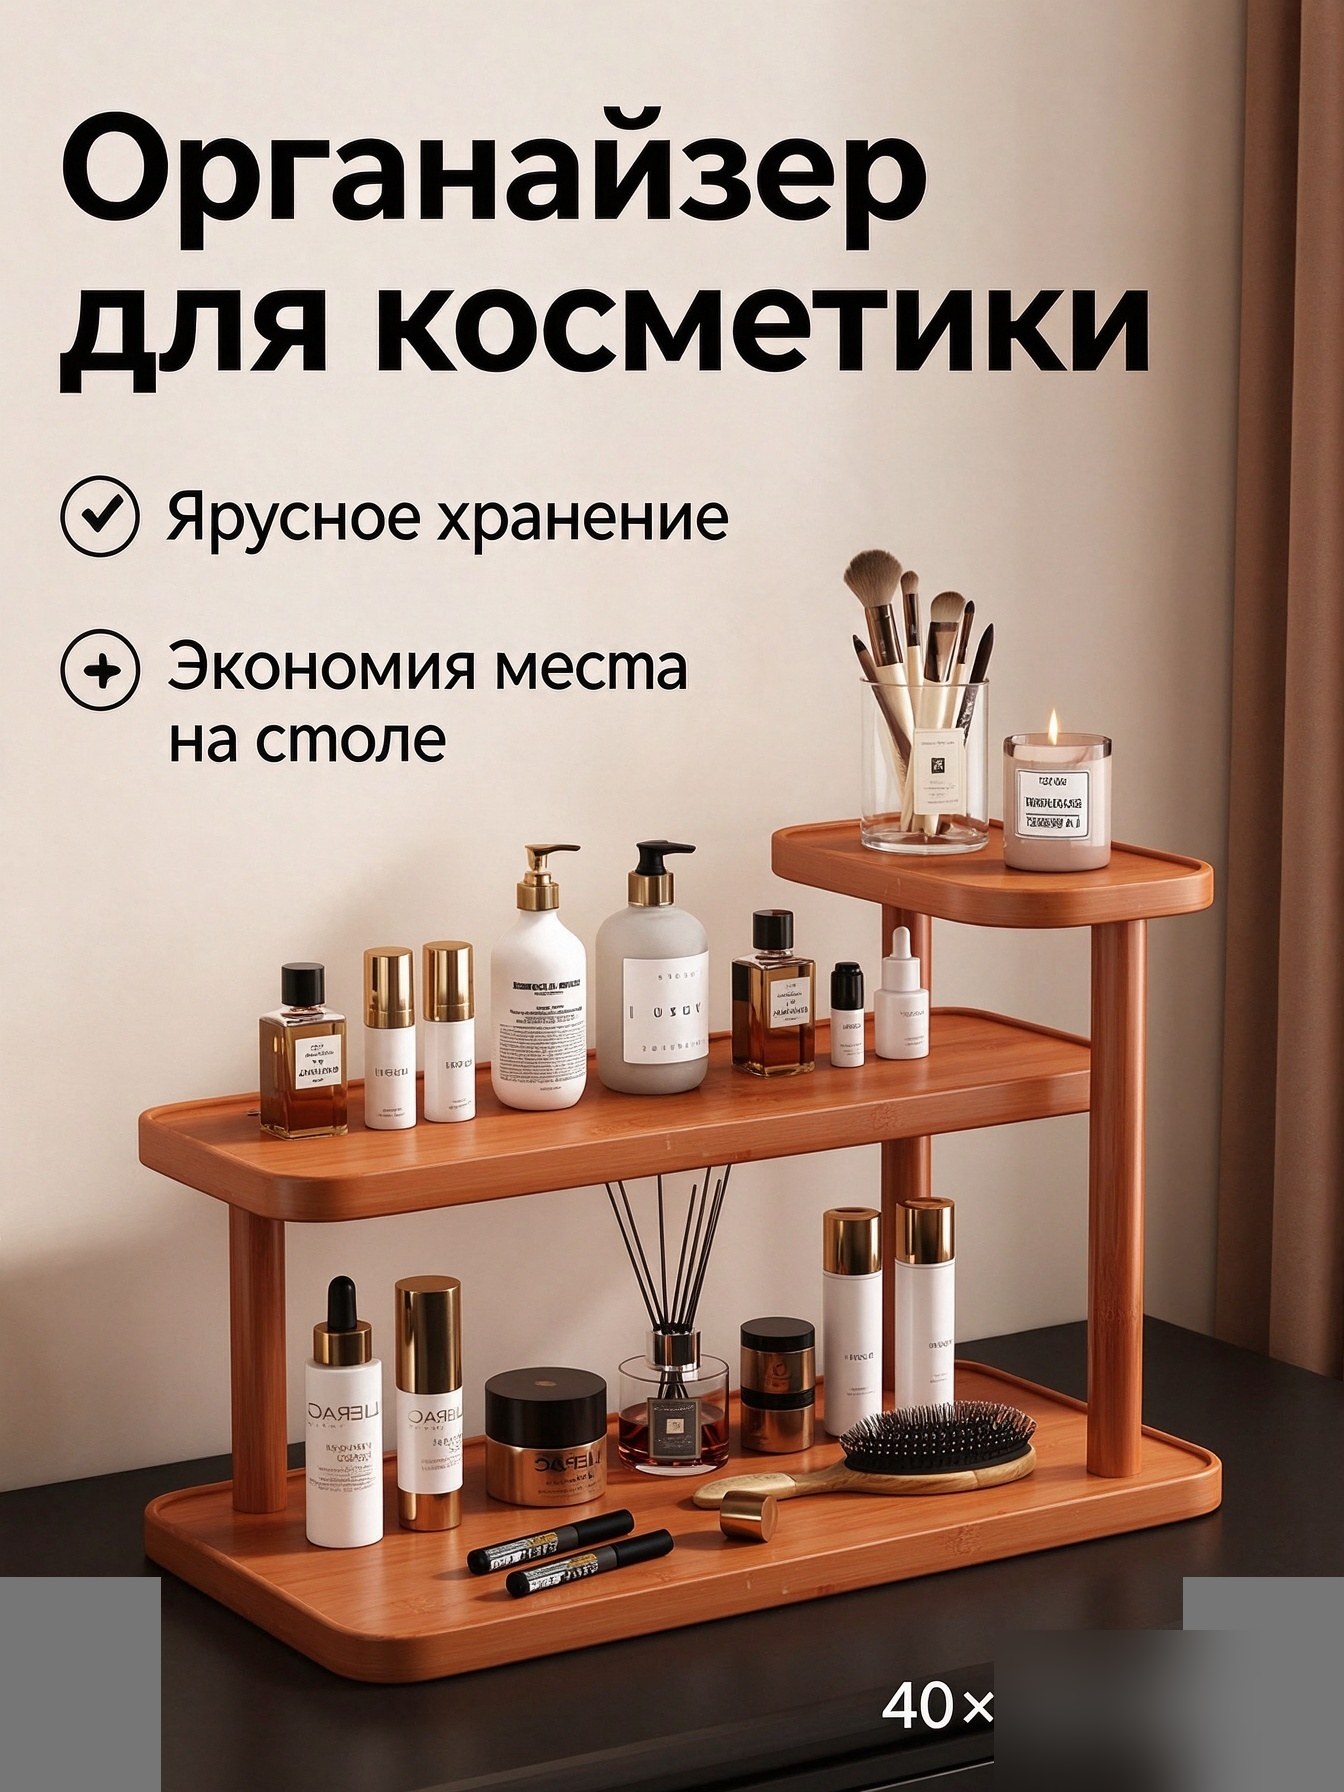 Органайзер
для косметики
Ярусное хранение
Экономия места
на столе
40×